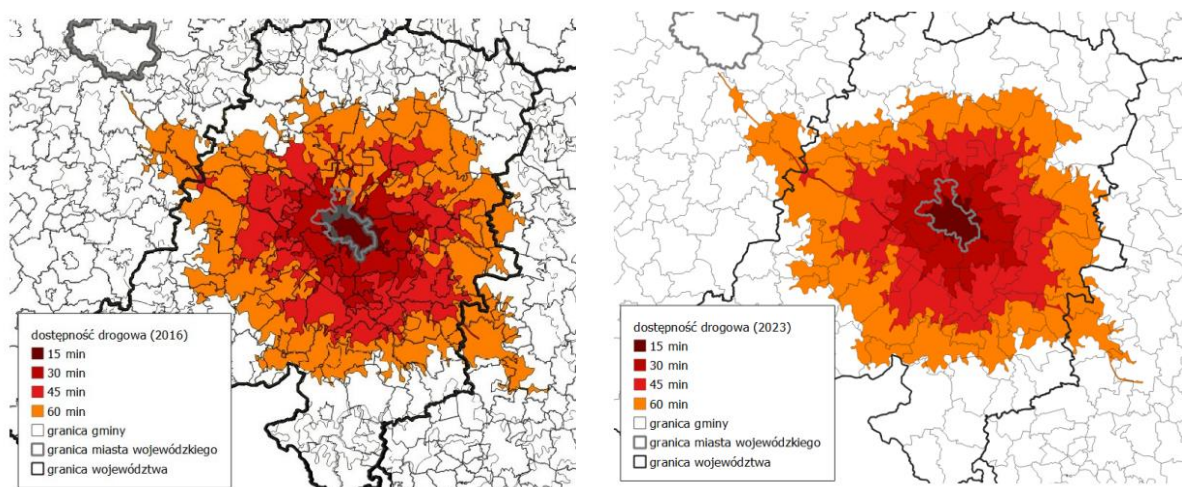 dostępność drogowa (2016)
15 min
30 min
45 min
60 min
granica gminy
granica miasta wojewódzkiego
granica województwa
dostępność drogowa (2023)
15 min
30 min
45 min
60 min
granica gminy
granica miasta wojewódzkiego
granica województwa